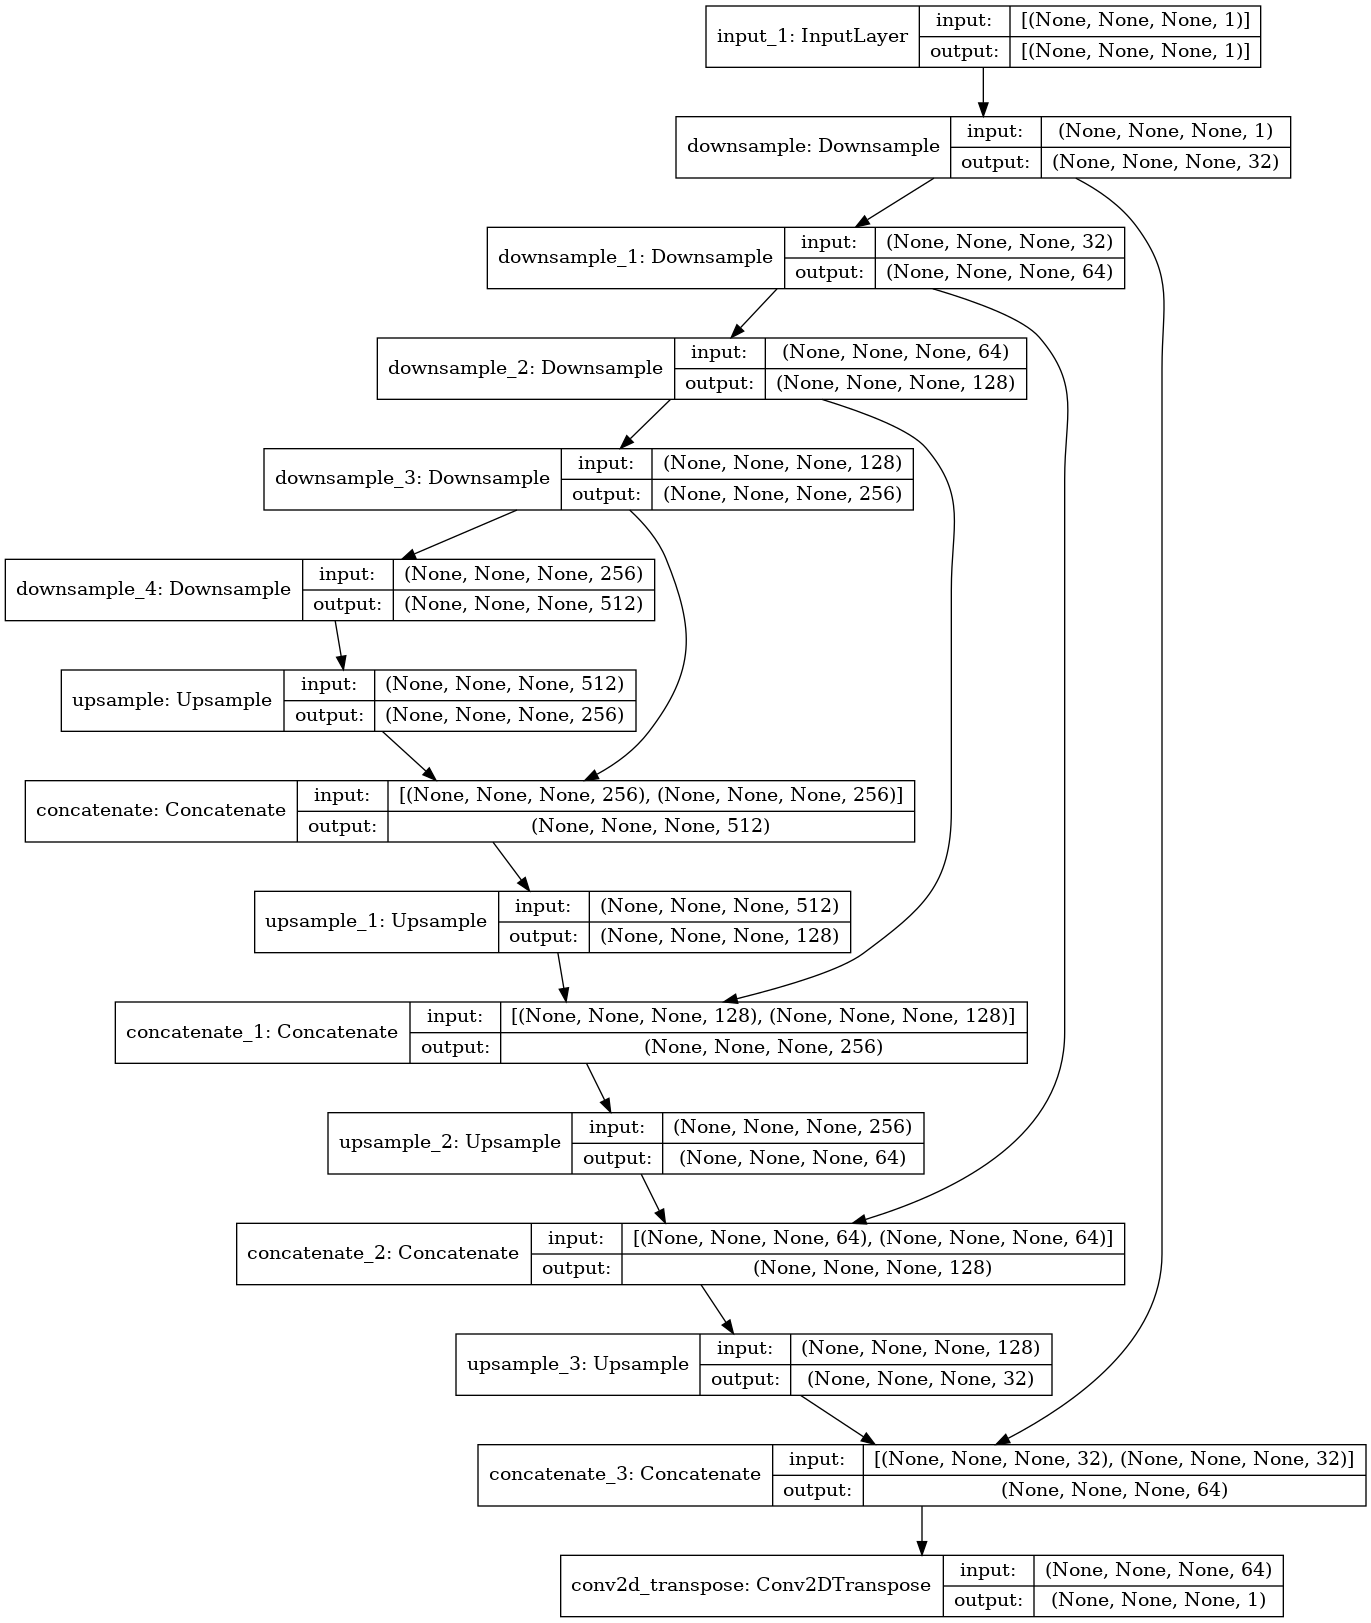 input_1: InputLayer
input: [(None, None, None, 1)]
output: [(None, None, None, 1)]
downsample: Downsample
input: (None, None, None, 1)
output: (None, None, None, 32)
downsample_1: Downsample
input: (None, None, None, 32)
output: (None, None, None, 64)
downsample_2: Downsample
input: (None, None, None, 64)
output: (None, None, None, 128)
downsample_3: Downsample
input: (None, None, None, 128)
output: (None, None, None, 256)
downsample_4: Downsample
input: (None, None, None, 256)
output: (None, None, None, 512)
upsample: Upsample
input: (None, None, None, 512)
output: (None, None, None, 256)
concatenate: Concatenate
input: [(None, None, None, 256), (None, None, None, 256)]
output: (None, None, None, 512)
upsample_1: Upsample
input: (None, None, None, 512)
output: (None, None, None, 128)
concatenate_1: Concatenate
input: [(None, None, None, 128), (None, None, None, 128)]
output: (None, None, None, 256)
upsample_2: Upsample
input: (None, None, None, 256)
output: (None, None, None, 64)
concatenate_2: Concatenate
input: [(None, None, None, 64), (None, None, None, 64)]
output: (None, None, None, 128)
upsample_3: Upsample
input: (None, None, None, 128)
output: (None, None, None, 32)
concatenate_3: Concatenate
input: [(None, None, None, 32), (None, None, None, 32)]
output: (None, None, None, 64)
conv2d_transpose: Conv2DTranspose
input: (None, None, None, 64)
output: (None, None, None, 1)